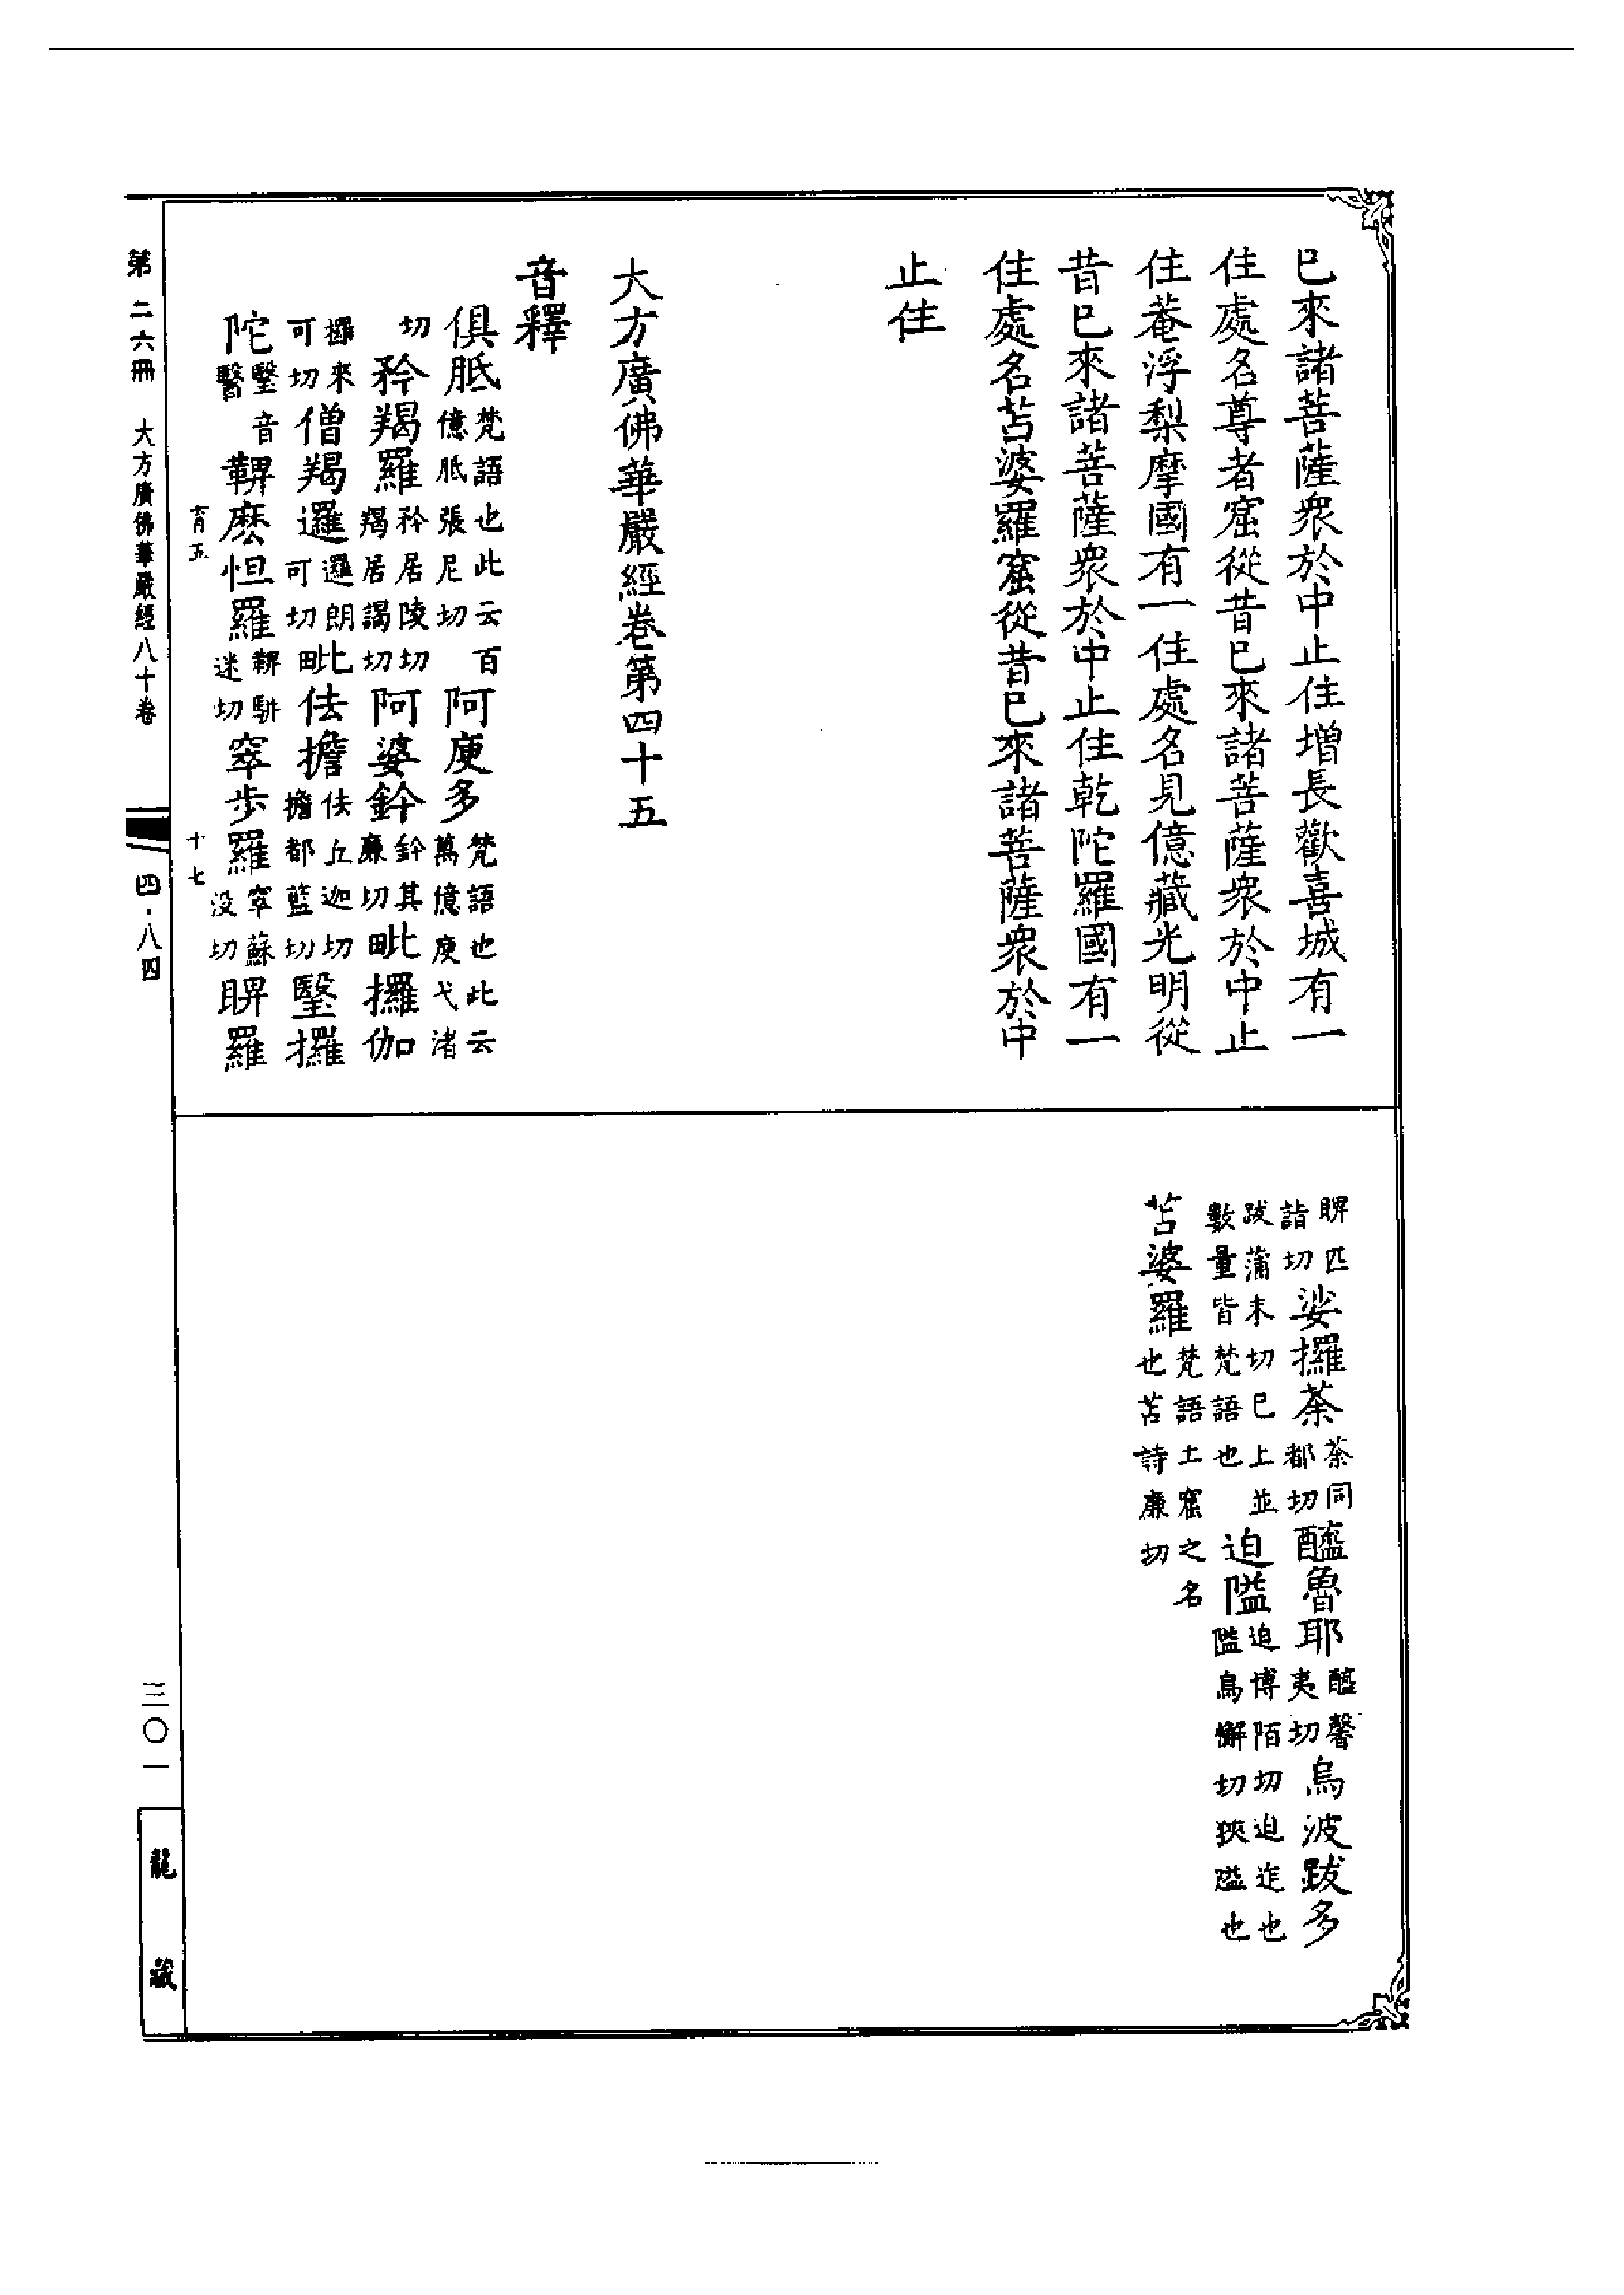 已來諸菩薩衆於中止住增長歡喜城有一
住處名尊者窟從昔已來諸菩薩衆於中止
住菴浮梨摩國有一住處名見億藏光明從
昔已來諸菩薩衆於中止住乾陀羅國有一
住處名苫婆羅窟從昔已來諸菩薩衆於中
止住
大方廣佛華嚴經卷第四十五
音釋
俱胝梵語也此云百億胝張尼切阿庾多梵語也此云萬億庾弋渚
切矜羯羅矜居陵切羯居謁切阿婆鈐鈐其廉切毗攞伽
攞來可切僧羯邏邏朗可切毗佉擔佉丘迦切擔都藍切瑿攞
陀瑿音醫鞞麽怛羅鞞駢迷切窣步羅窣蘇没切睤羅
睤匹詣切娑攞荼荼同都切醯魯耶醯馨夷切烏波跋多
跋蒲末切已上並數量皆梵語也迫隘迫博陌切迫迮也隘烏懈切狹隘也
苫婆羅梵語土窟之名也苫詩廉切
育五
十七
第二六冊 大方廣佛華嚴經八十卷
四·八四
三〇一
龍藏